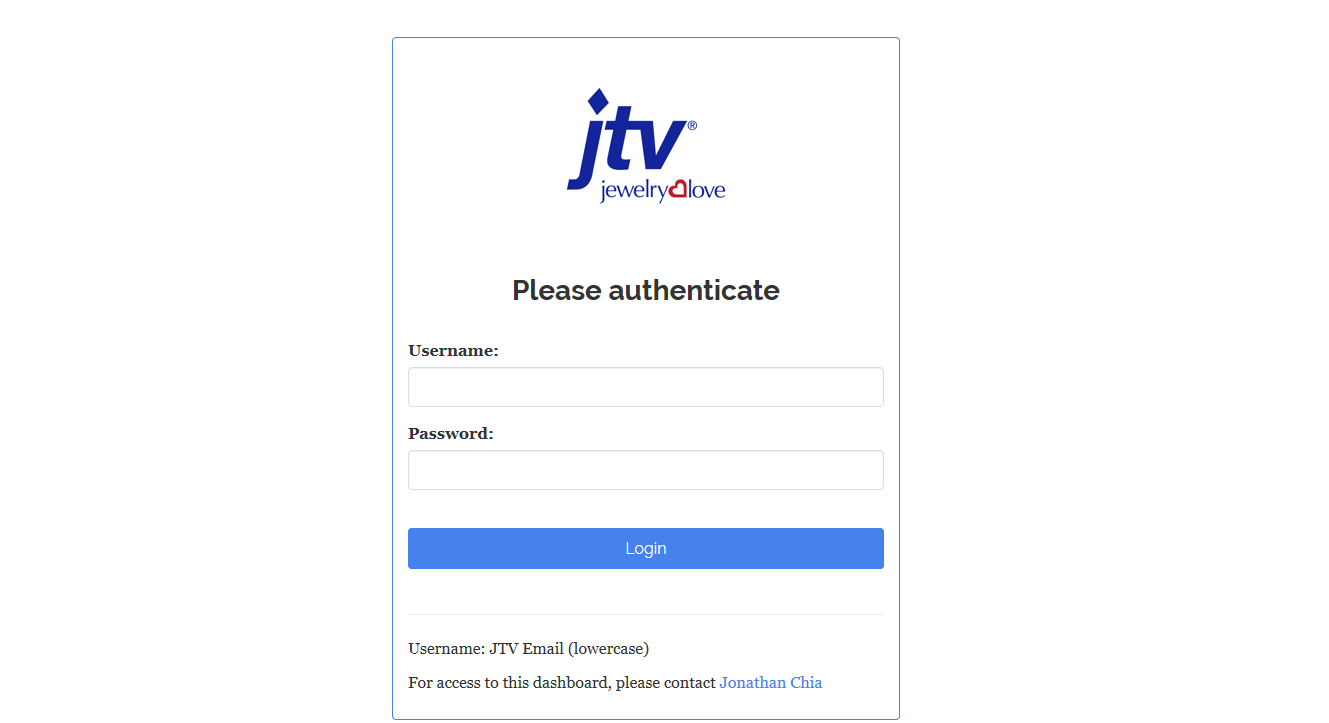 jtv®
jewelry love
Please authenticate
Username:
Password:
Login
Username: JTV Email (lowercase)
For access to this dashboard, please contact Jonathan Chia